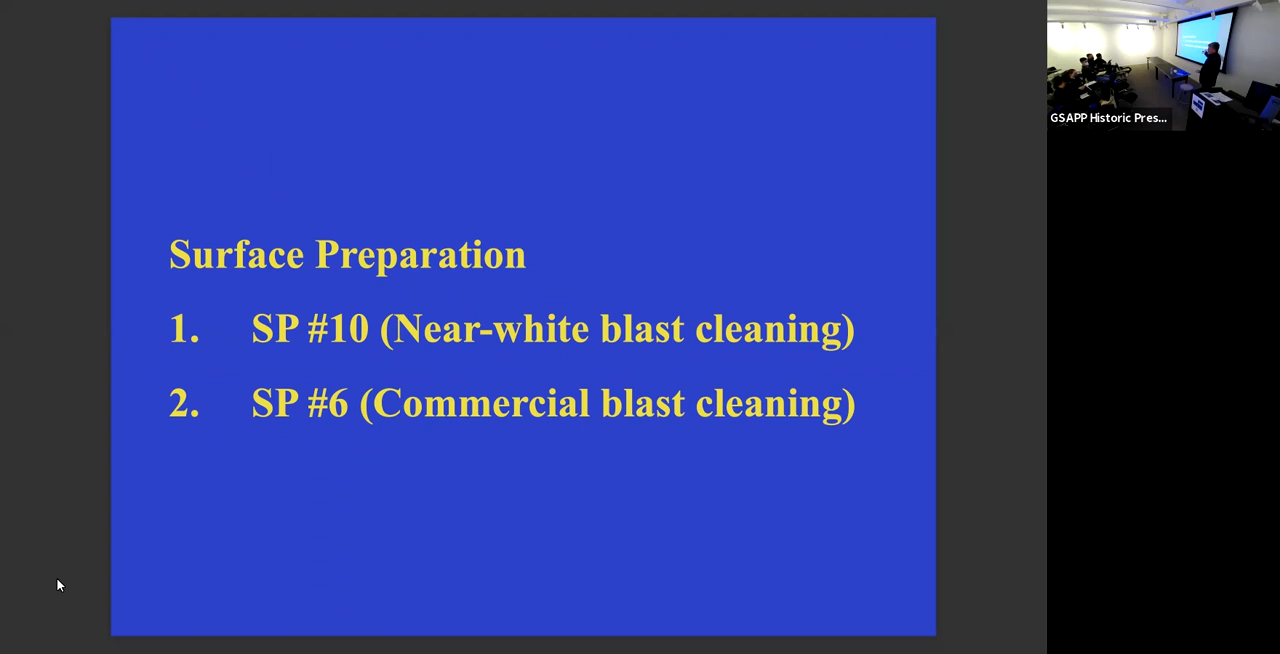 Surface Preparation
1. SP #10 (Near-white blast cleaning)
2. SP #6 (Commercial blast cleaning)
GSAPP Historic Pres...